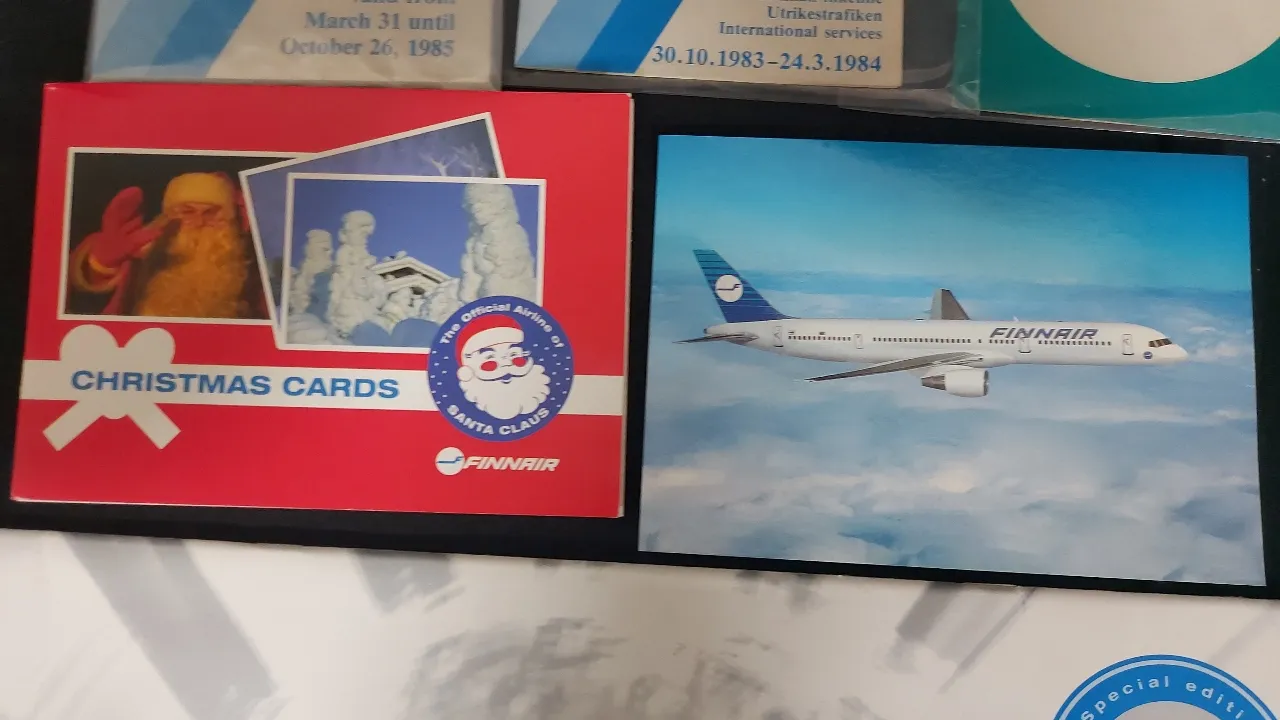 March 31 until
October 26, 1985
Utrikestrafiken
International services
30.10.1983–24.3.1984
The Official Airline of
SANTA CLAUS
CHRISTMAS CARDS
FINNAIR
FINNAIR
Special